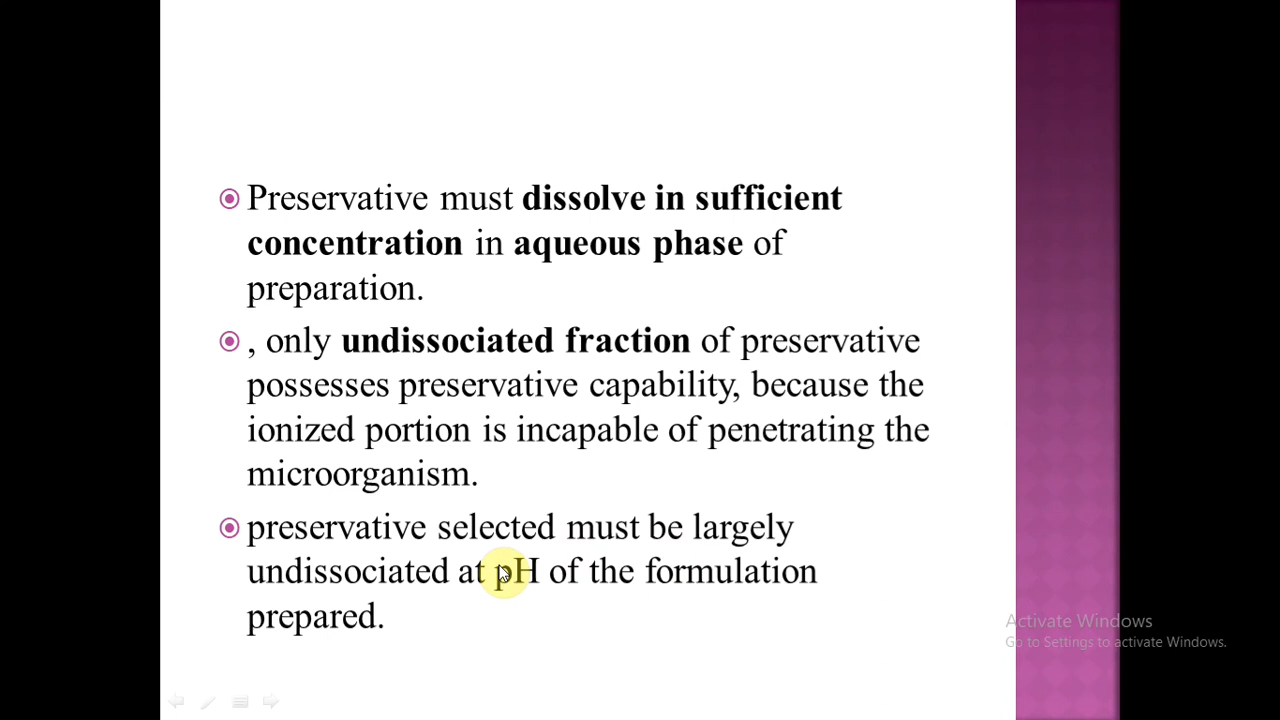 Preservative must dissolve in sufficient
concentration in aqueous phase of
preparation.
, only undissociated fraction of preservative
possesses preservative capability, because the
ionized portion is incapable of penetrating the
microorganism.
preservative selected must be largely
undissociated at pH of the formulation
prepared.
Activate Windows
Go to Settings to activate Windows.